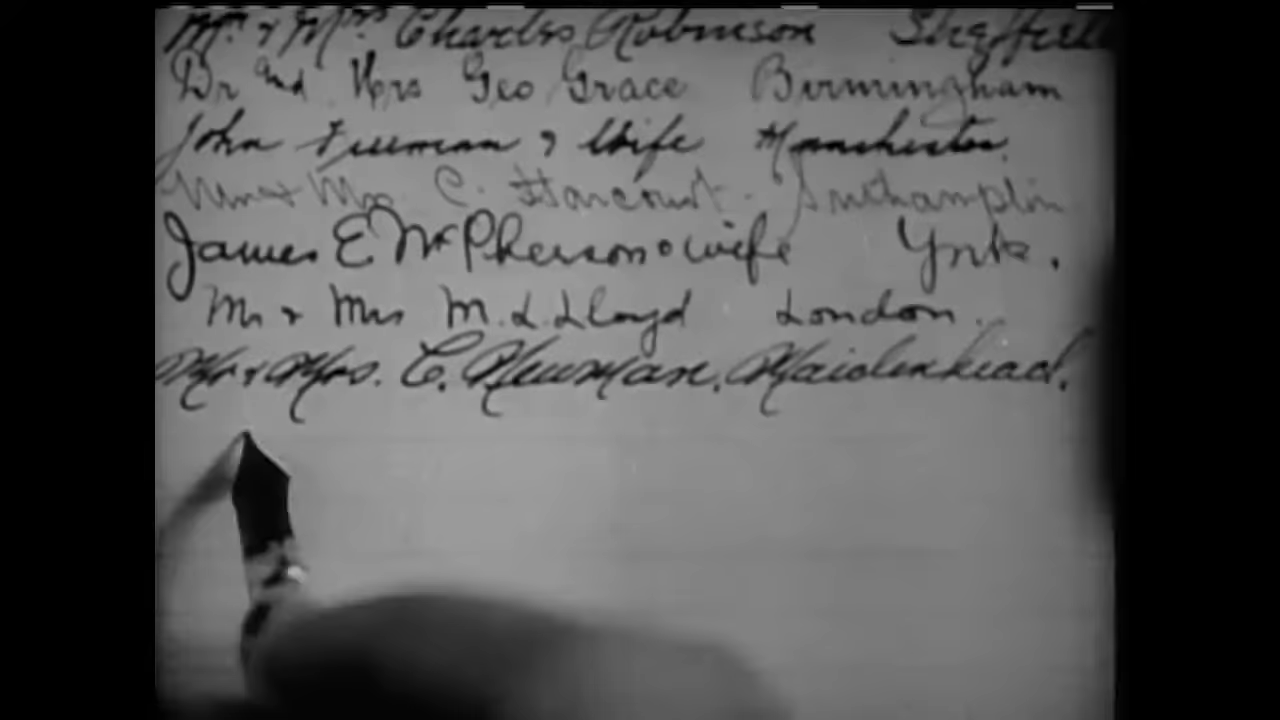 Mr. & Mrs. Charles Robinson Sheffield
Dr and Mrs Geo Grace Birmingham
John Freeman & Wife Manchester.
Mr & Mrs C. Harcourt. Southampton
James E McPherson & wife York.
Mr & Mrs M. L. Lloyd London.
Mr & Mrs. C. Newman. Maidenhead.